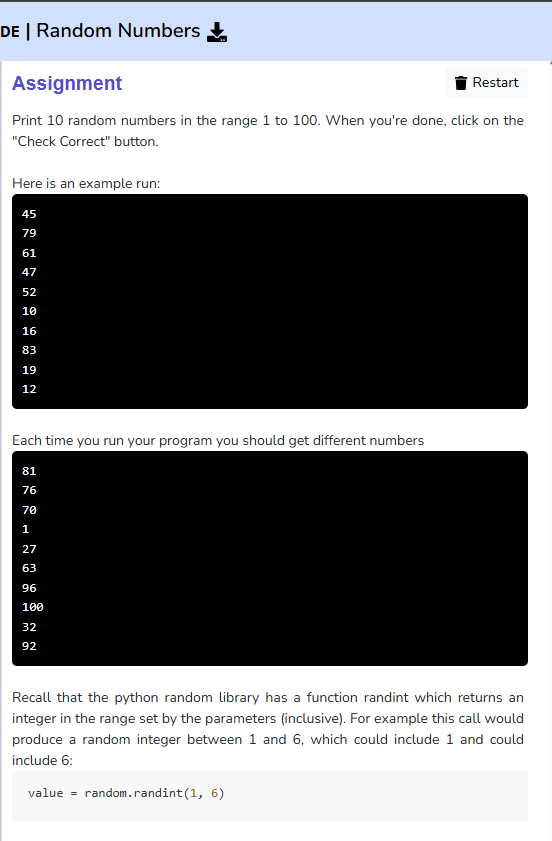 DE | Random Numbers
Assignment
Restart
Print 10 random numbers in the range 1 to 100. When you're done, click on the
"Check Correct" button.
Here is an example run:
45
79
61
47
52
10
16
83
19
12
Each time you run your program you should get different numbers
81
76
70
1
27
63
96
100
32
92
Recall that the python random library has a function randint which returns an
integer in the range set by the parameters (inclusive). For example this call would
produce a random integer between 1 and 6, which could include 1 and could
include 6:
value = random.randint(1, 6)